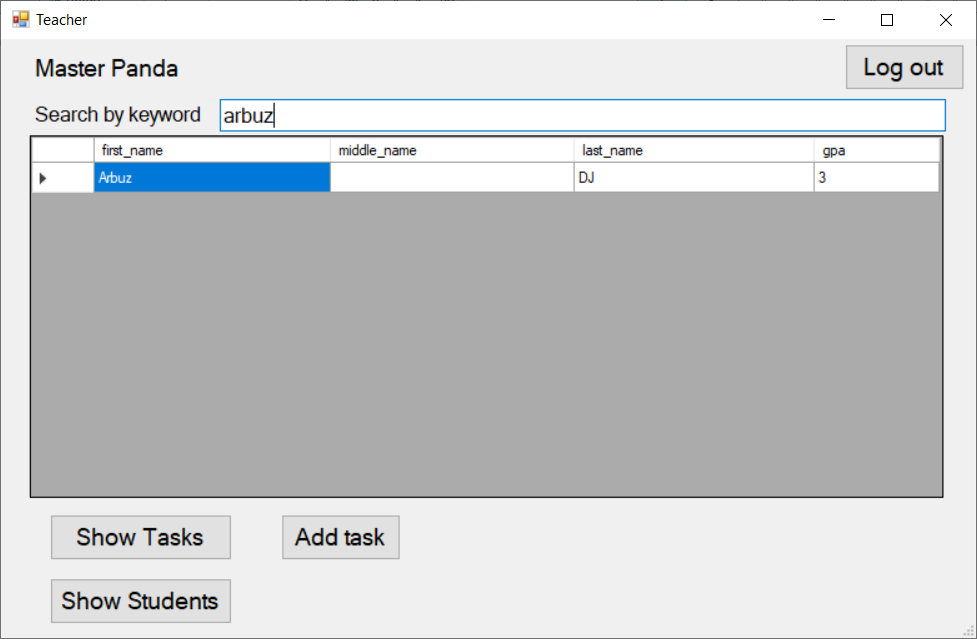 Teacher
Master Panda
Log out
Search by keyword arbuz
first_name middle_name last_name gpa
Arbuz DJ 3
Show Tasks Add task
Show Students